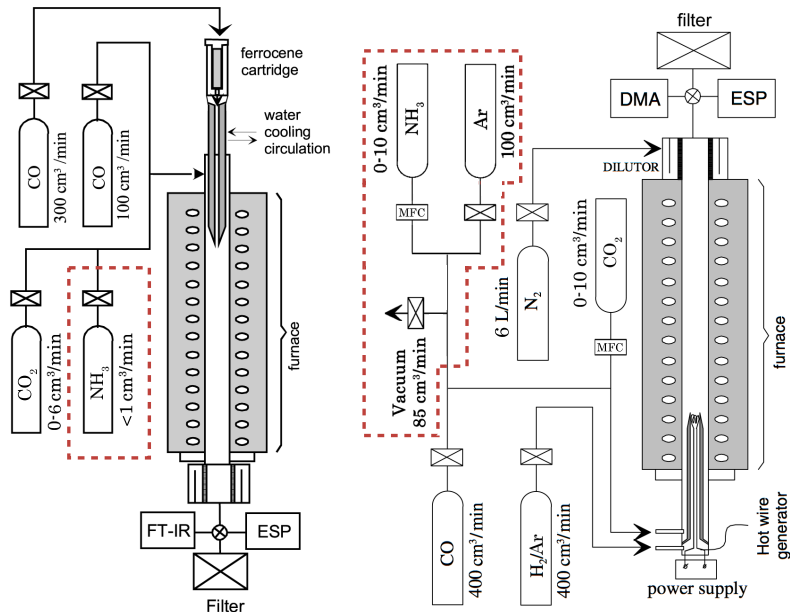 ferrocene
cartridge
water
cooling
circulation
CO
300 cm³/min
CO
100 cm³/min
CO₂
0-6 cm³/min
NH₃
<1 cm³/min
furnace
FT-IR
ESP
Filter
filter
DMA
ESP
DILUTOR
0-10 cm³/min
NH₃
Ar
100 cm³/min
MFC
6 L/min
N₂
0-10 cm³/min
CO₂
MFC
Vacuum
85 cm³/min
furnace
CO
400 cm³/min
H₂/Ar
400 cm³/min
Hot wire
generator
power supply